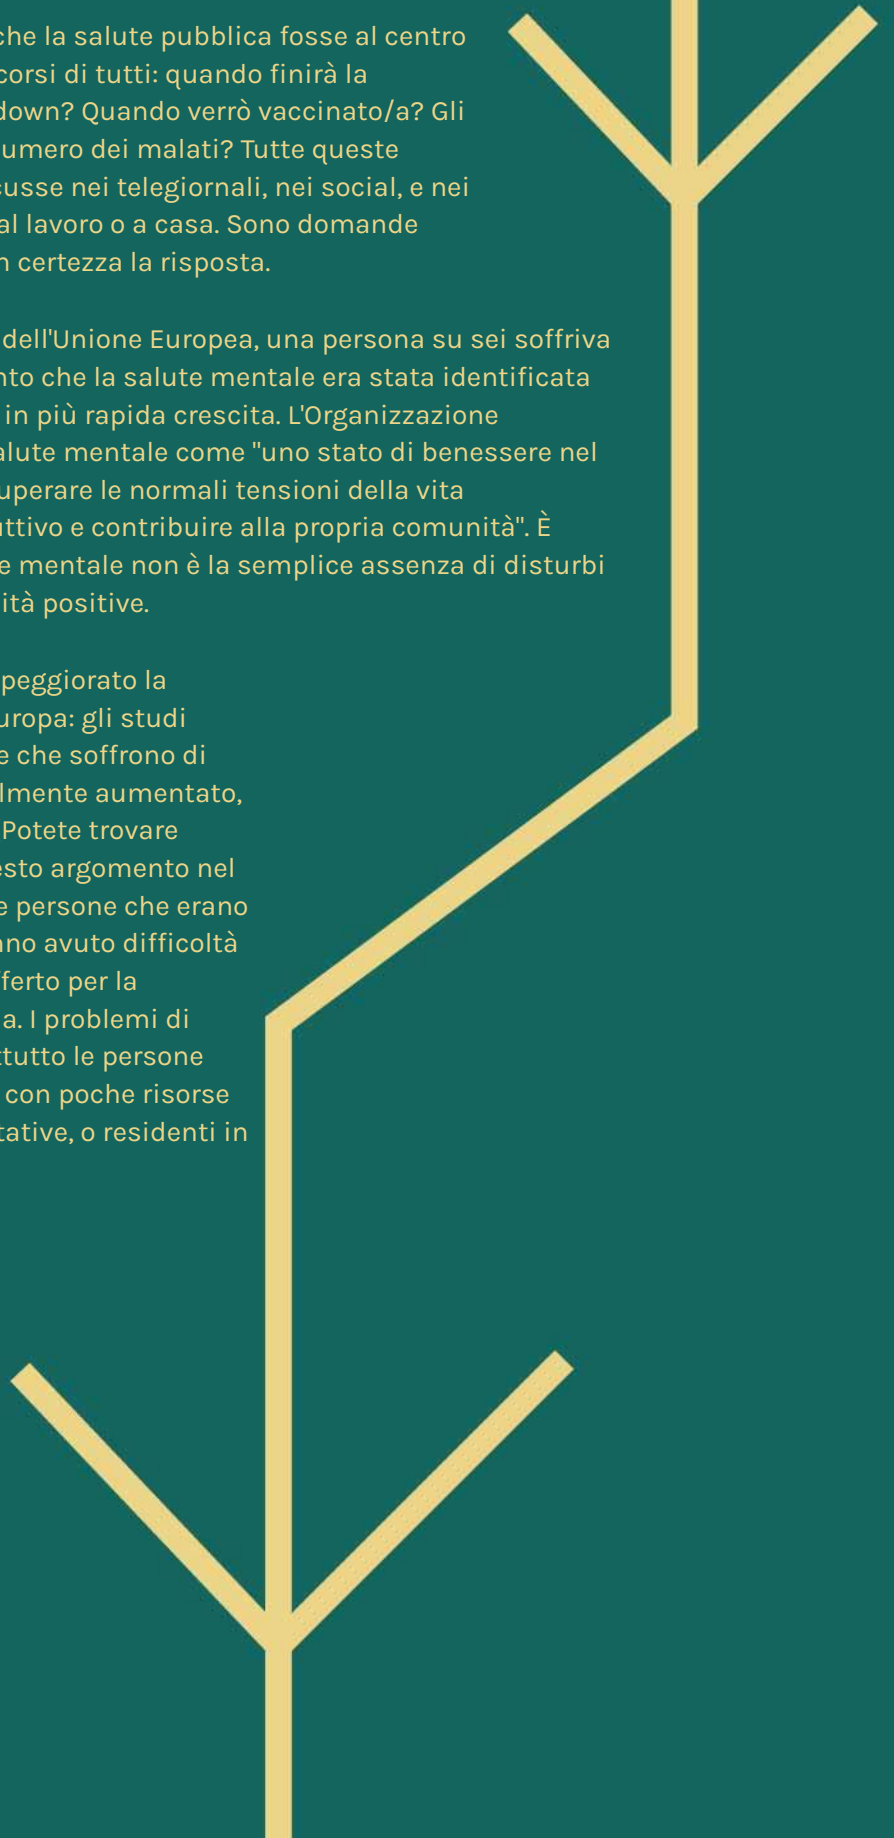 che la salute pubblica fosse al centro
corsi di tutti: quando finirà la
down? Quando verrò vaccinato/a? Gli
umero dei malati? Tutte queste
cusse nei telegiornali, nei social, e nei
al lavoro o a casa. Sono domande
n certezza la risposta.
dell'Unione Europea, una persona su sei soffriva
nto che la salute mentale era stata identificata
in più rapida crescita. L'Organizzazione
alute mentale come "uno stato di benessere nel
uperare le normali tensioni della vita
uttivo e contribuire alla propria comunità". È
e mentale non è la semplice assenza di disturbi
ità positive.
peggiorato la
uropa: gli studi
e che soffrono di
lmente aumentato,
Potete trovare
esto argomento nel
e persone che erano
nno avuto difficoltà
fferto per la
a. I problemi di
ttutto le persone
con poche risorse
tative, o residenti in